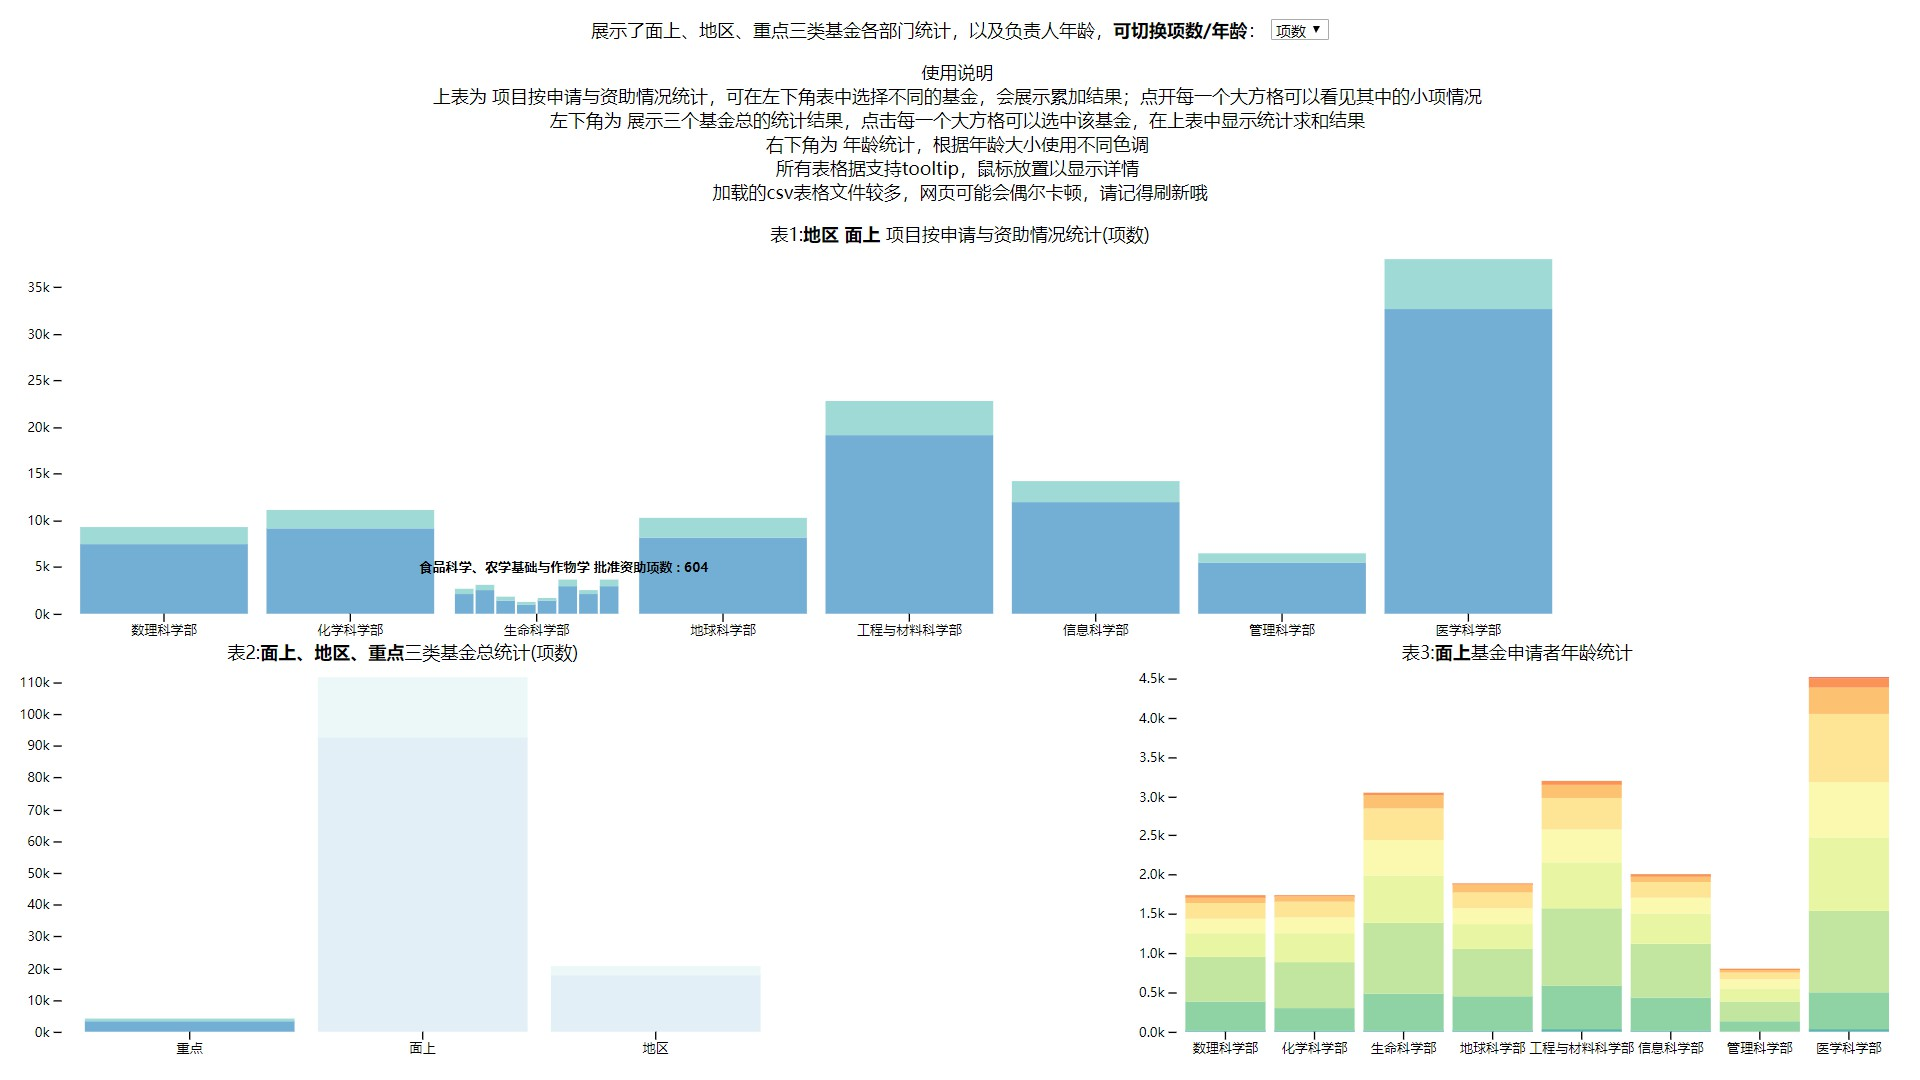 展示了面上、地区、重点三类基金各部门统计，以及负责人年龄，可切换项数/年龄： 项数
使用说明
上表为 项目按申请与资助情况统计，可在左下角表中选择不同的基金，会展示累加结果；点开每一个大方格可以看见其中的小项情况
左下角为 展示三个基金总的统计结果，点击每一个大方格可以选中该基金，在上表中显示统计求和结果
右下角为 年龄统计，根据年龄大小使用不同色调
所有表格据支持tooltip，鼠标放置以显示详情
加载的csv表格文件较多，网页可能会偶尔卡顿，请记得刷新哦
表1:地区 面上 项目按申请与资助情况统计(项数)
35k
30k
25k
20k
15k
10k
5k
0k
食品科学、农学基础与作物学 批准资助项数 : 604
数理科学部 化学科学部 生命科学部 地球科学部 工程与材料科学部 信息科学部 管理科学部 医学科学部
表2:面上、地区、重点三类基金总统计(项数)
110k
100k
90k
80k
70k
60k
50k
40k
30k
20k
10k
0k
重点 面上 地区
表3:面上基金申请者年龄统计
4.5k
4.0k
3.5k
3.0k
2.5k
2.0k
1.5k
1.0k
0.5k
0.0k
数理科学部 化学科学部 生命科学部 地球科学部 工程与材料科学部 信息科学部 管理科学部 医学科学部